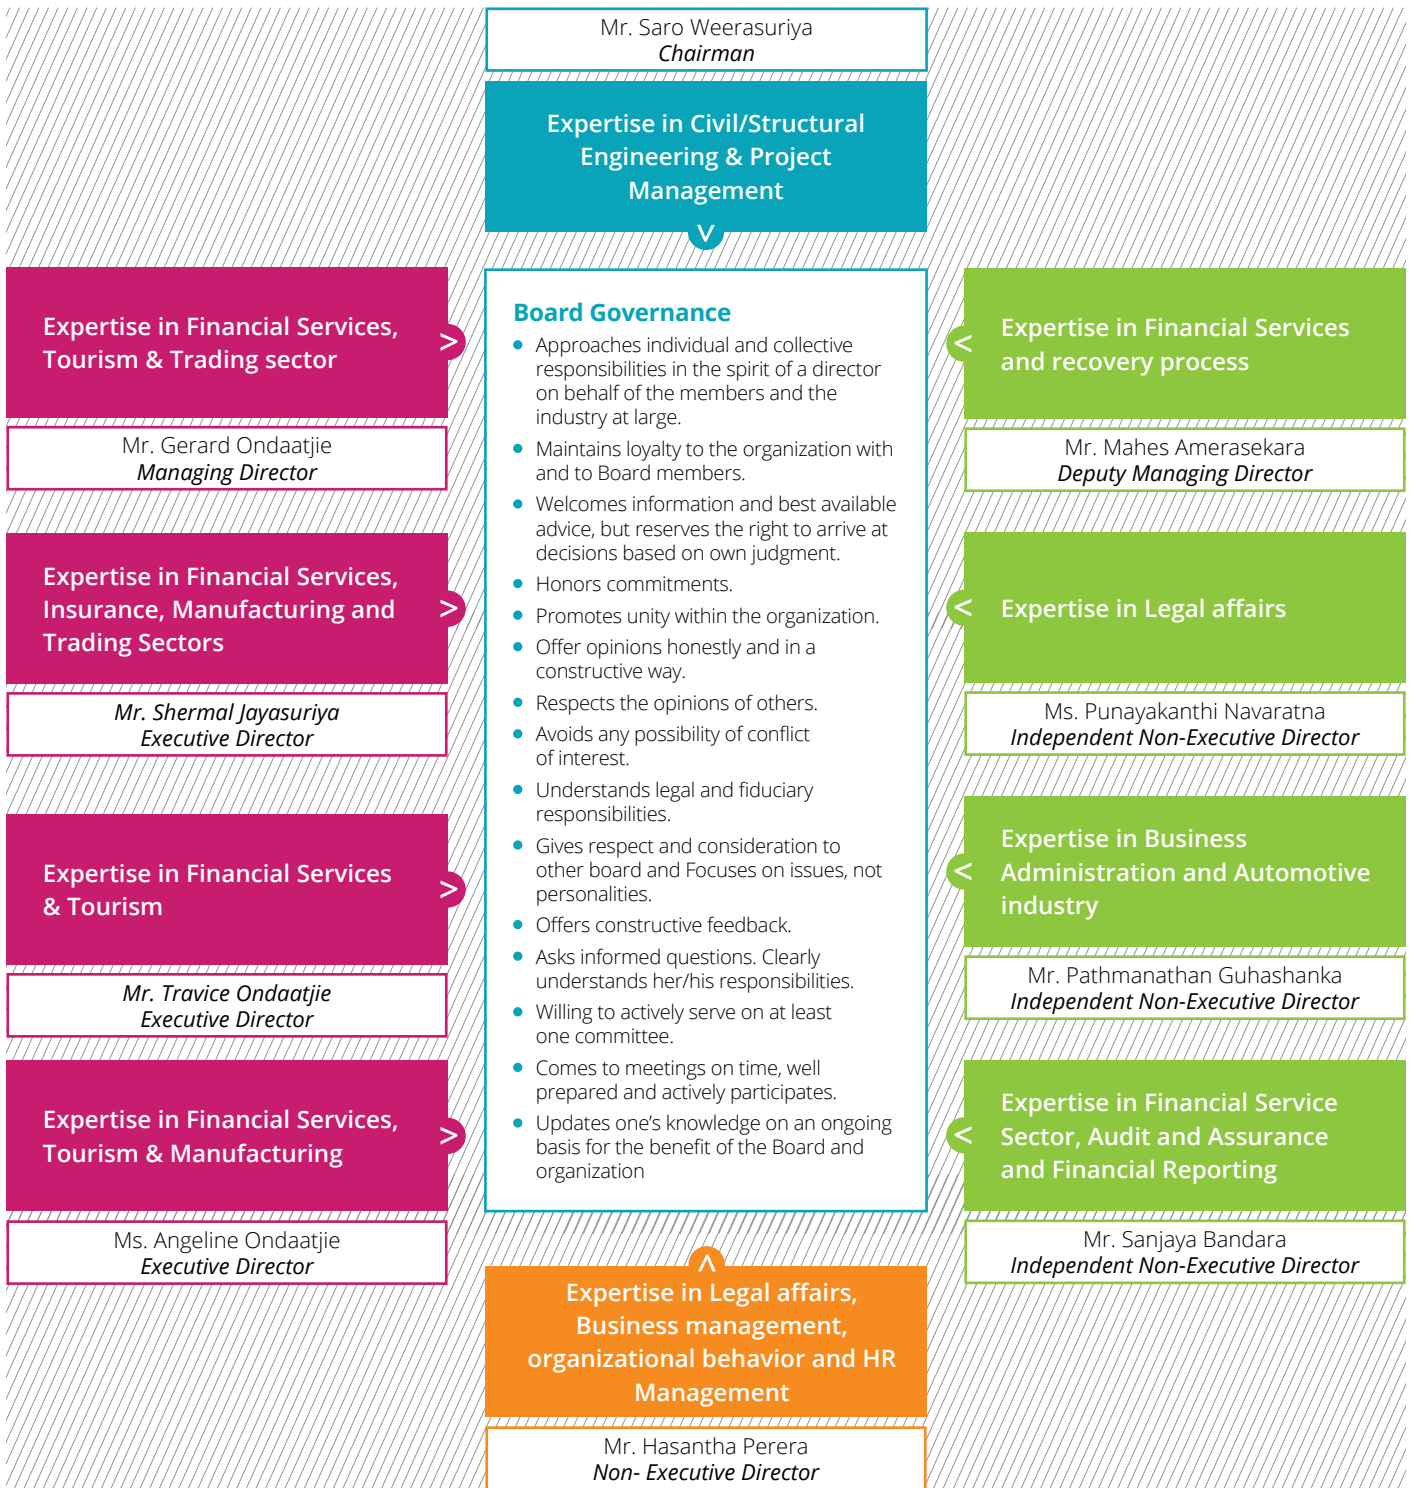 Mr. Saro Weerasuriya
Chairman
Expertise in Civil/Structural
Engineering & Project
Management
Expertise in Financial Services,
Tourism & Trading sector
Mr. Gerard Ondaatjie
Managing Director
Expertise in Financial Services,
Insurance, Manufacturing and
Trading Sectors
Mr. Shermal Jayasuriya
Executive Director
Expertise in Financial Services
& Tourism
Mr. Travice Ondaatjie
Executive Director
Expertise in Financial Services,
Tourism & Manufacturing
Ms. Angeline Ondaatjie
Executive Director
Board Governance
• Approaches individual and collective
responsibilities in the spirit of a director
on behalf of the members and the
industry at large.
• Maintains loyalty to the organization with
and to Board members.
• Welcomes information and best available
advice, but reserves the right to arrive at
decisions based on own judgment.
• Honors commitments.
• Promotes unity within the organization.
• Offer opinions honestly and in a
constructive way.
• Respects the opinions of others.
• Avoids any possibility of conflict
of interest.
• Understands legal and fiduciary
responsibilities.
• Gives respect and consideration to
other board and Focuses on issues, not
personalities.
• Offers constructive feedback.
• Asks informed questions. Clearly
understands her/his responsibilities.
• Willing to actively serve on at least
one committee.
• Comes to meetings on time, well
prepared and actively participates.
• Updates one’s knowledge on an ongoing
basis for the benefit of the Board and
organization
Expertise in Financial Services
and recovery process
Mr. Mahes Amerasekara
Deputy Managing Director
Expertise in Legal affairs
Ms. Punayakanthi Navaratna
Independent Non-Executive Director
Expertise in Business
Administration and Automotive
industry
Mr. Pathmanathan Guhashanka
Independent Non-Executive Director
Expertise in Financial Service
Sector, Audit and Assurance
and Financial Reporting
Mr. Sanjaya Bandara
Independent Non-Executive Director
Expertise in Legal affairs,
Business management,
organizational behavior and HR
Management
Mr. Hasantha Perera
Non- Executive Director